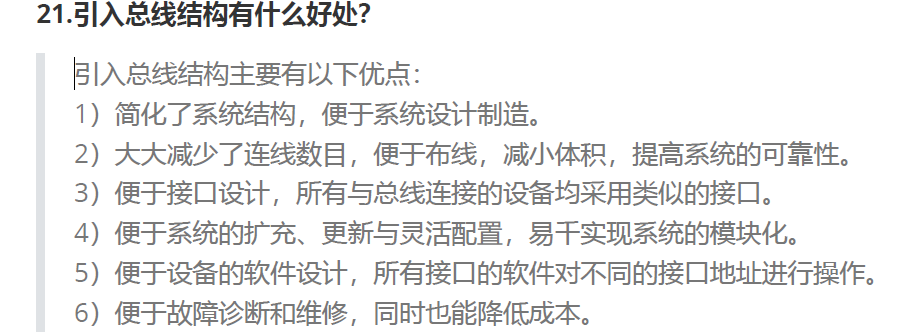 21.引入总线结构有什么好处?
引入总线结构主要有以下优点：
1）简化了系统结构，便于系统设计制造。
2）大大减少了连线数目，便于布线，减小体积，提高系统的可靠性。
3）便于接口设计，所有与总线连接的设备均采用类似的接口。
4）便于系统的扩充、更新与灵活配置，易千实现系统的模块化。
5）便于设备的软件设计，所有接口的软件对不同的接口地址进行操作。
6）便于故障诊断和维修，同时也能降低成本。